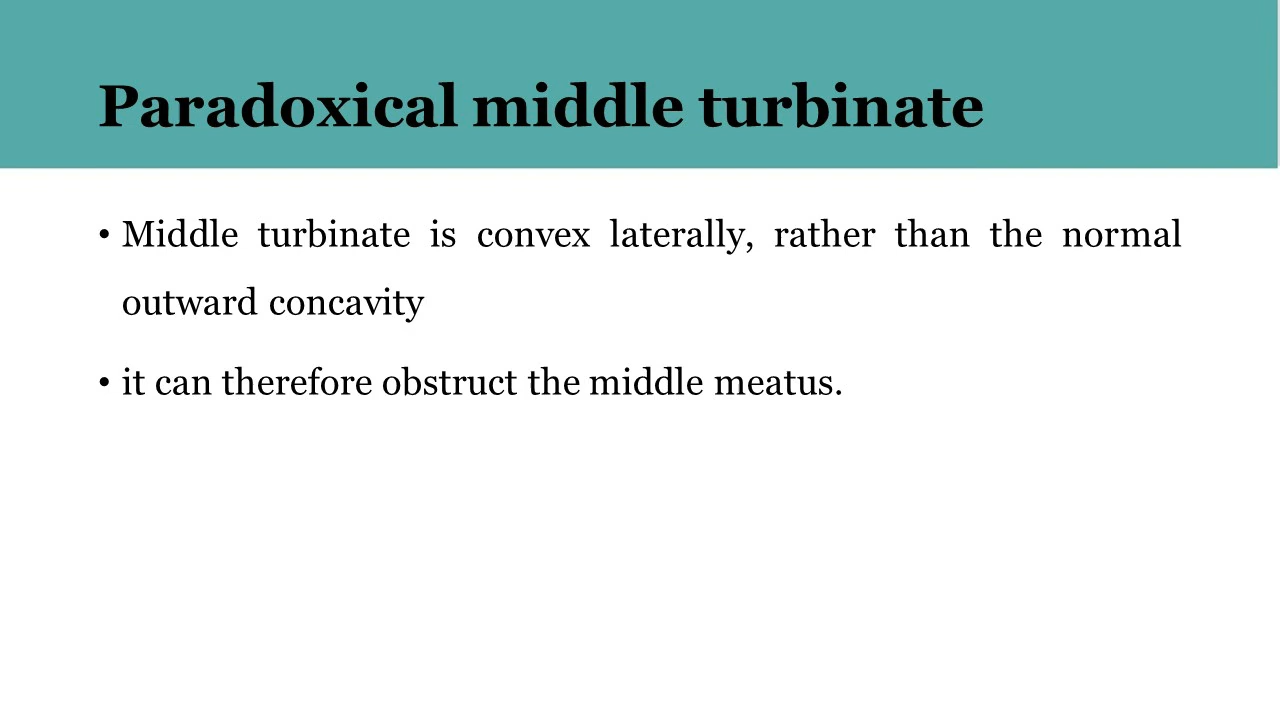 Paradoxical middle turbinate
• Middle turbinate is convex laterally, rather than the normal
outward concavity
• it can therefore obstruct the middle meatus.